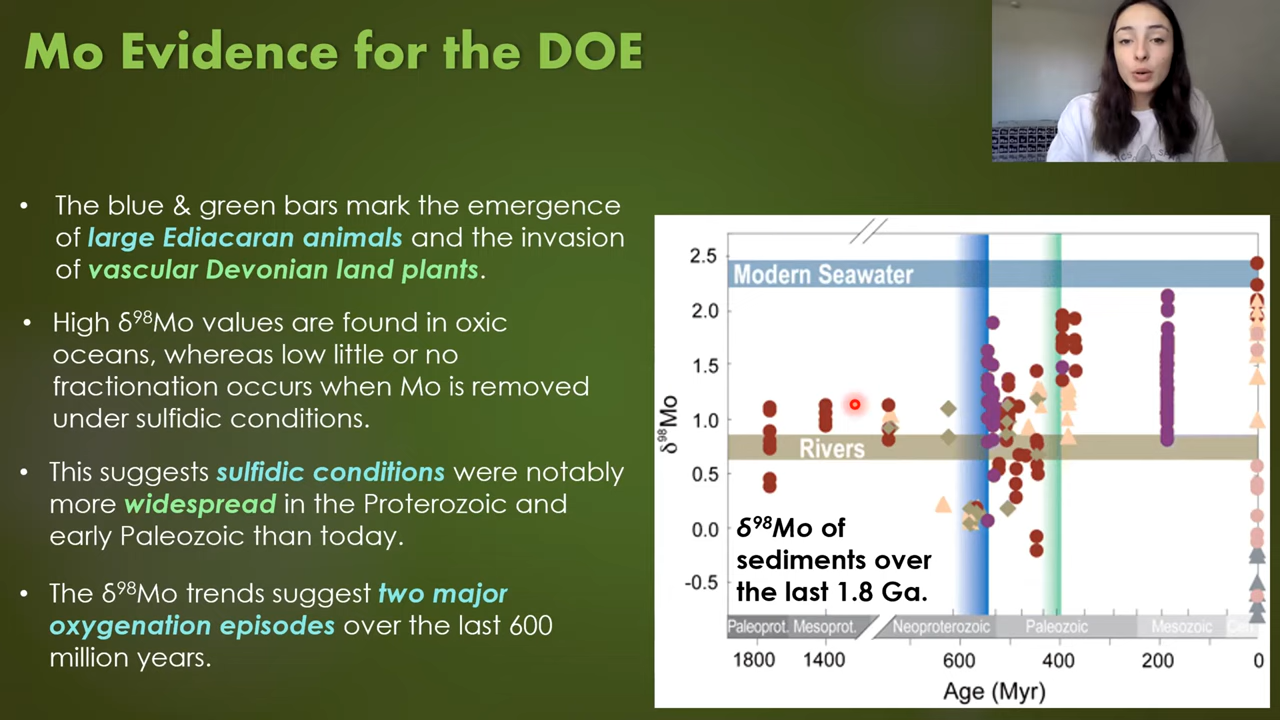 Mo Evidence for the DOE
• The blue & green bars mark the emergence
of large Ediacaran animals and the invasion
of vascular Devonian land plants.
• High δ⁹⁸Mo values are found in oxic
oceans, whereas low little or no
fractionation occurs when Mo is removed
under sulfidic conditions.
• This suggests sulfidic conditions were notably
more widespread in the Proterozoic and
early Paleozoic than today.
• The δ⁹⁸Mo trends suggest two major
oxygenation episodes over the last 600
million years.
δ⁹⁸Mo
2.5
2.0
1.5
1.0
0.5
0.0
-0.5
Modern Seawater
Rivers
δ⁹⁸Mo of
sediments over
the last 1.8 Ga.
Paleoprot. Mesoprot. Neoproterozoic Paleozoic Mesozoic Cen
1800 1400 600 400 200 0
Age (Myr)